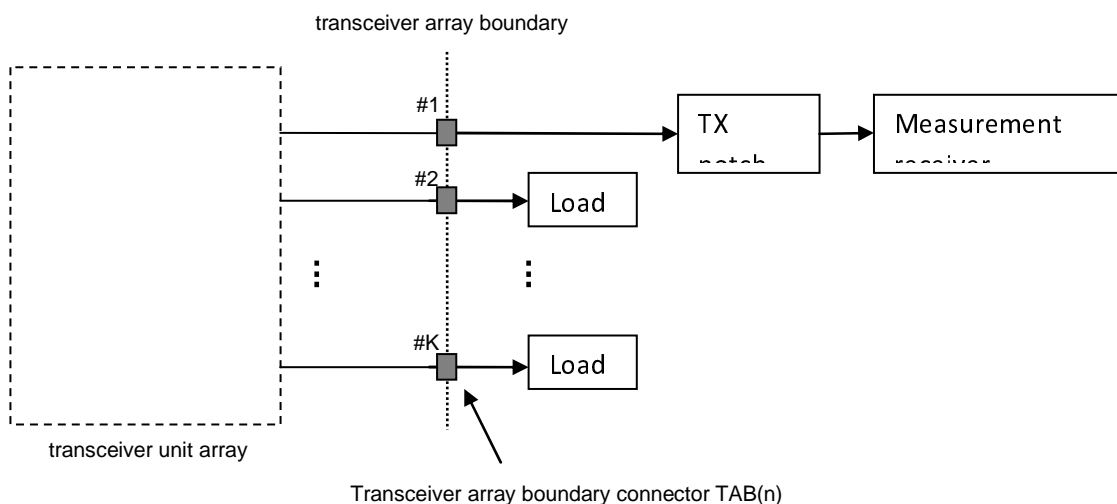 transceiver array boundary
#1
TX
Measurement
#2
Load
#K
Load
transceiver unit array
Transceiver array boundary connector TAB(n)